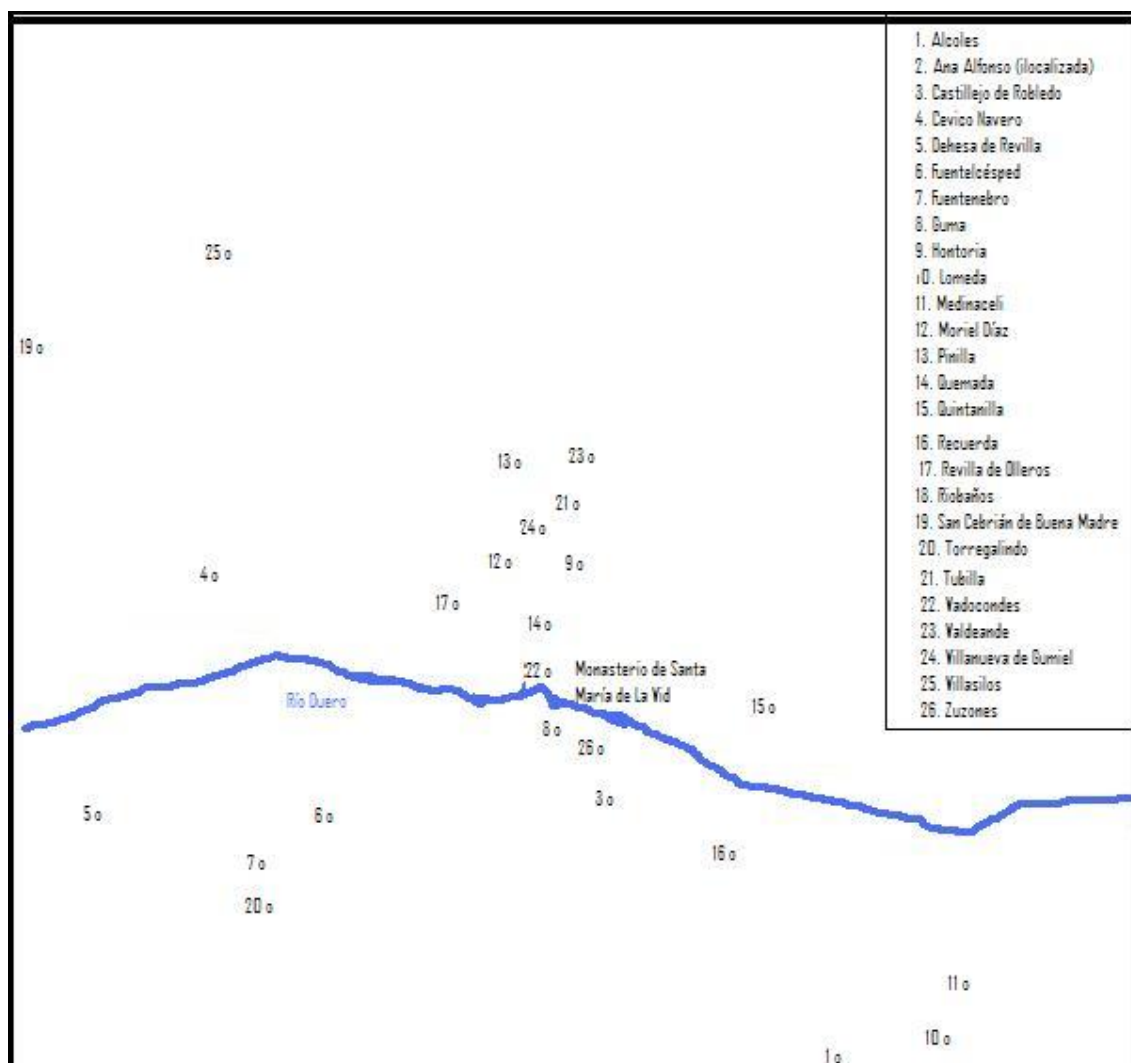 1. Alcoles
2. Ana Alfonso (ilocalizada)
3. Castillejo de Robledo
4. Cevico Navero
5. Dehesa de Revilla
6. Fuentelcésped
7. Fuentenebro
8. Guma
9. Hontoria
10. Lomeda
11. Medinaceli
12. Moriel Díaz
13. Pinilla
14. Quemada
15. Quintanilla
16. Recuerda
17. Revilla de Olleros
18. Riobaños
19. San Cebrián de Buena Madre
20. Torregalindo
21. Tubilla
22. Vadocondes
23. Valdeande
24. Villanueva de Gumiel
25. Villasilos
26. Zuzones
25 o
19 o
13 o
23 o
21 o
24 o
12 o
9 o
4 o
17 o
14 o
22 o
Monasterio de Santa
María de La Vid
Río Duero
15 o
8 o
26 o
3 o
5 o
6 o
16 o
7 o
20 o
11 o
10 o
1 o